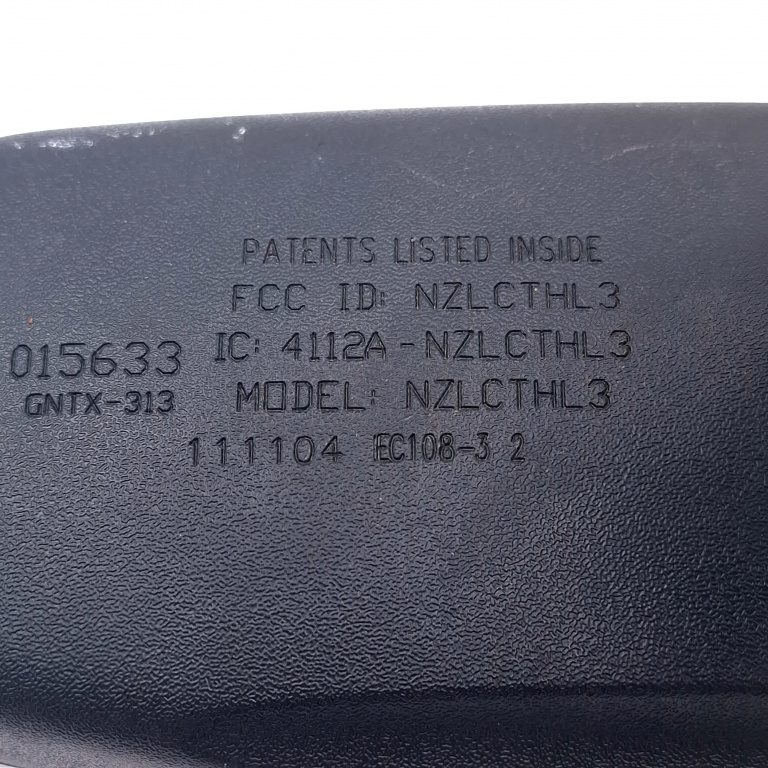 PATENTS LISTED INSIDE
FCC ID: NZLCTHL3
IC: 4112A-NZLCTHL3
MODEL: NZLCTHL3
015633
GNTX-313
111104 EC108-3 2